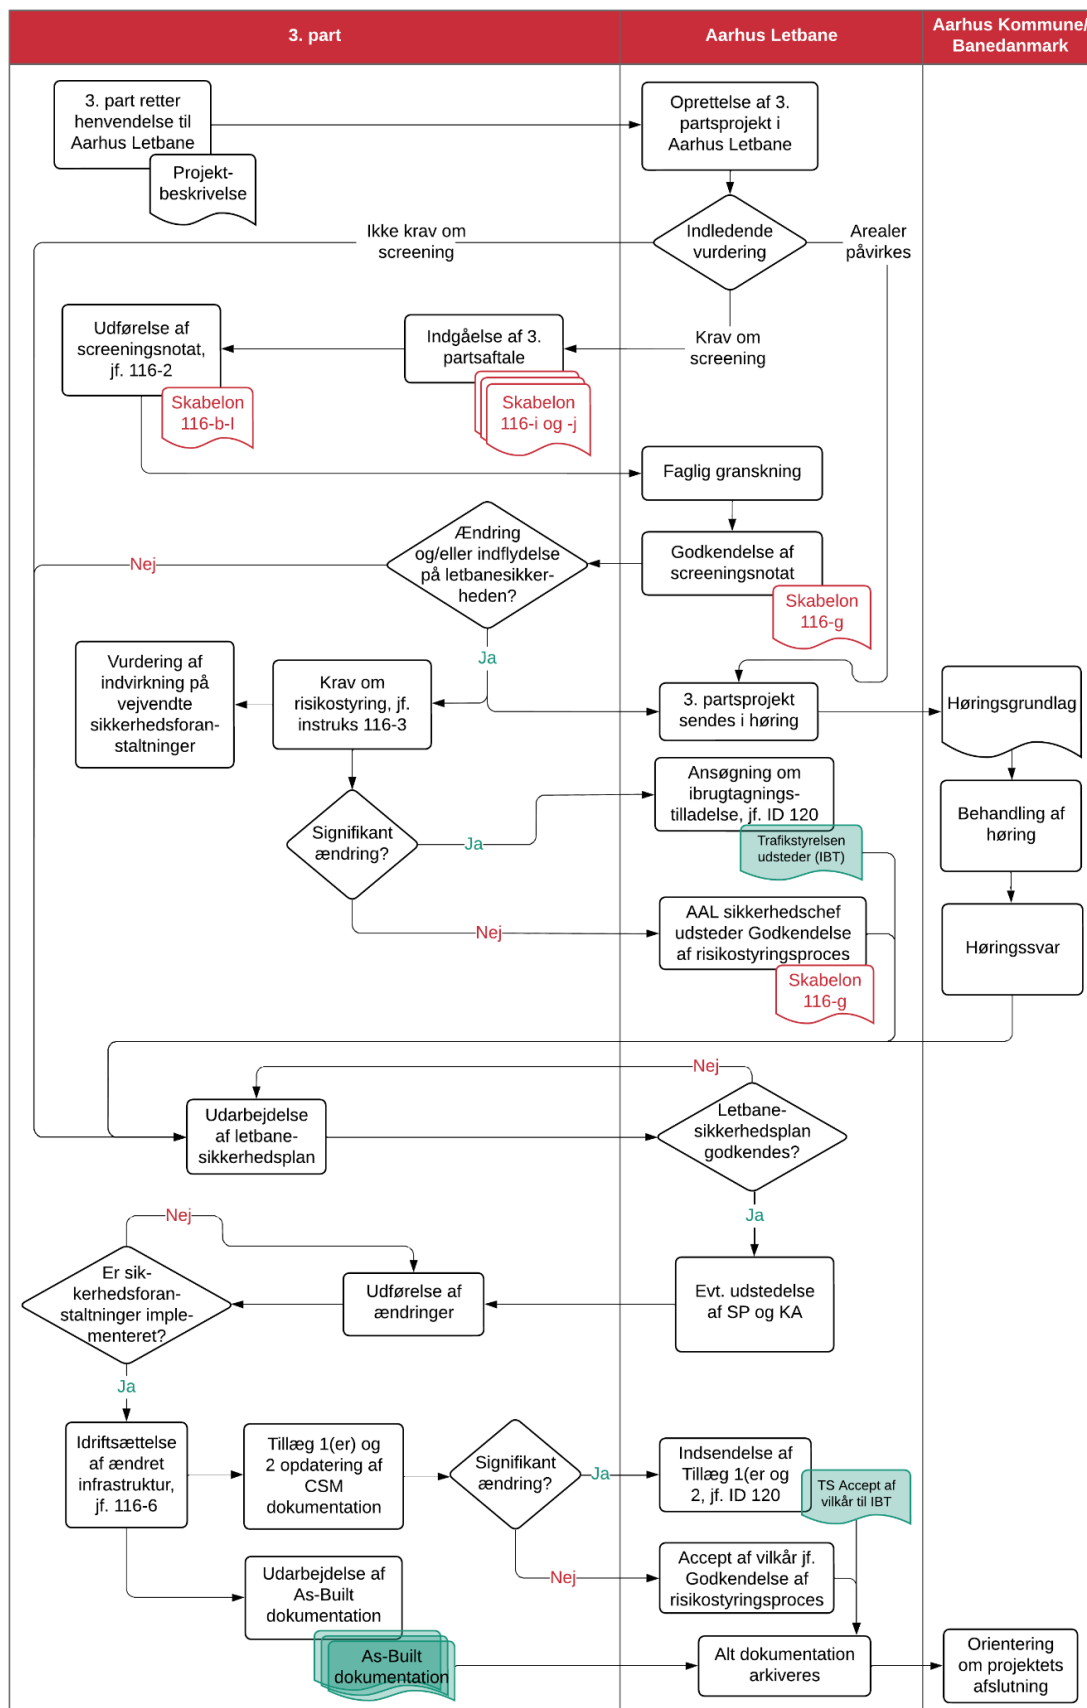 3. part
Aarhus Letbane
Aarhus Kommune/
Banedanmark
3. part retter
henvendelse til
Aarhus Letbane
Projekt-
beskrivelse
Oprettelse af 3.
partsprojekt i
Aarhus Letbane
Indledende
vurdering
Ikke krav om
screening
Arealer
påvirkes
Krav om
screening
Indgåelse af 3.
partsaftale
Skabelon
116-i og -j
Udførelse af
screeningsnotat,
jf. 116-2
Skabelon
116-b-I
Faglig granskning
Godkendelse af
screeningsnotat
Skabelon
116-g
Ændring
og/eller indflydelse
på letbanesikker-
heden?
Nej
Ja
Vurdering af
indvirkning på
vejvendte
sikkerhedsforan-
staltninger
Krav om
risikostyring, jf.
instruks 116-3
3. partsprojekt
sendes i høring
Høringsgrundlag
Behandling af
høring
Høringssvar
Signifikant
ændring?
Ja
Ansøgning om
ibrugtagnings-
tilladelse, jf. ID 120
Trafikstyrelsen
udsteder (IBT)
Nej
AAL sikkerhedschef
udsteder Godkendelse
af risikostyringsproces
Skabelon
116-g
Nej
Udarbejdelse
af letbane-
sikkerhedsplan
Letbane-
sikkerhedsplan
godkendes?
Ja
Evt. udstedelse
af SP og KA
Udførelse af
ændringer
Nej
Er sik-
kerhedsforan-
staltninger imple-
menteret?
Ja
Idriftsættelse
af ændret
infrastruktur,
jf. 116-6
Tillæg 1(er) og
2 opdatering af
CSM
dokumentation
Signifikant
ændring?
Ja
Indsendelse af
Tillæg 1(er og
2, jf. ID 120
TS Accept af
vilkår til IBT
Nej
Accept af vilkår jf.
Godkendelse af
risikostyringsproces
Udarbejdelse af
As-Built
dokumentation
As-Built
dokumentation
Alt dokumentation
arkiveres
Orientering
om projektets
afslutning